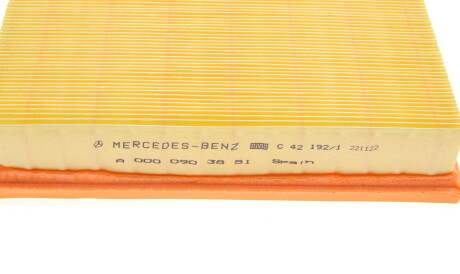 MERCEDES-BENZ C 42 192/1 221122
A 000 090 38 51 Spain